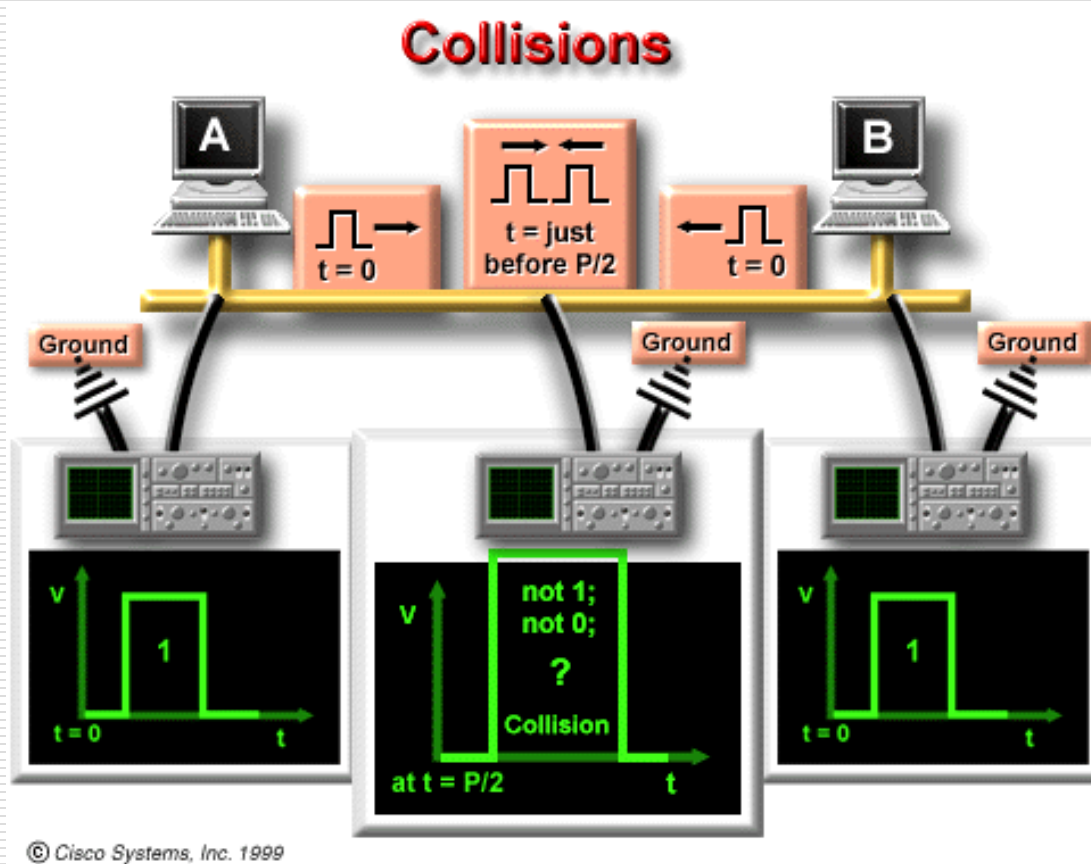 Collisions
A
B
t = just
before P/2
t = 0
t = 0
Ground
Ground
Ground
V
1
t = 0
t
V
not 1;
not 0;
?
Collision
at t = P/2
t
V
1
t = 0
t
© Cisco Systems, Inc. 1999